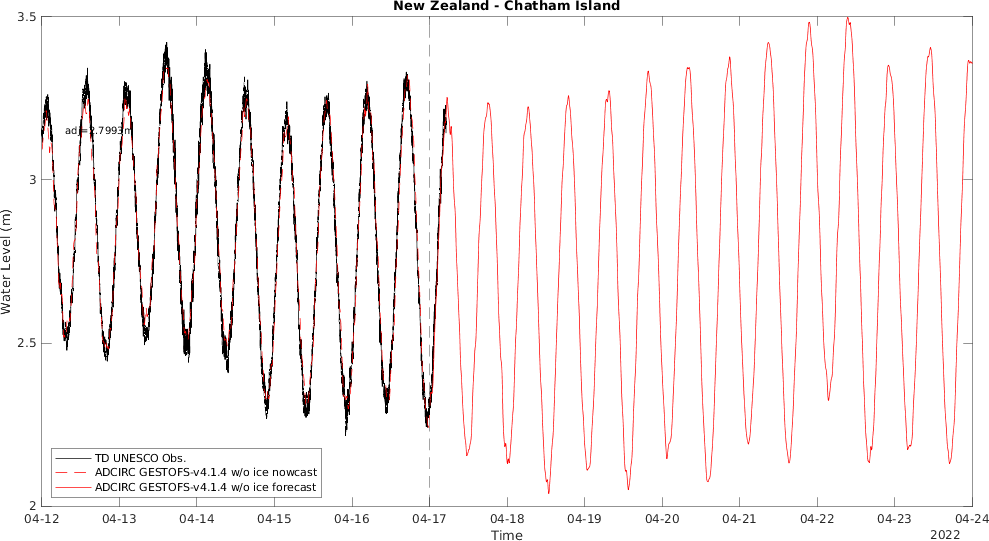 New Zealand - Chatham Island
3.5
3
2.5
2
Water Level (m)
adj=2.7993m
TD UNESCO Obs.
ADCIRC GESTOFS-v4.1.4 w/o ice nowcast
ADCIRC GESTOFS-v4.1.4 w/o ice forecast
04-12 04-13 04-14 04-15 04-16 04-17 04-18 04-19 04-20 04-21 04-22 04-23 04-24
Time
2022